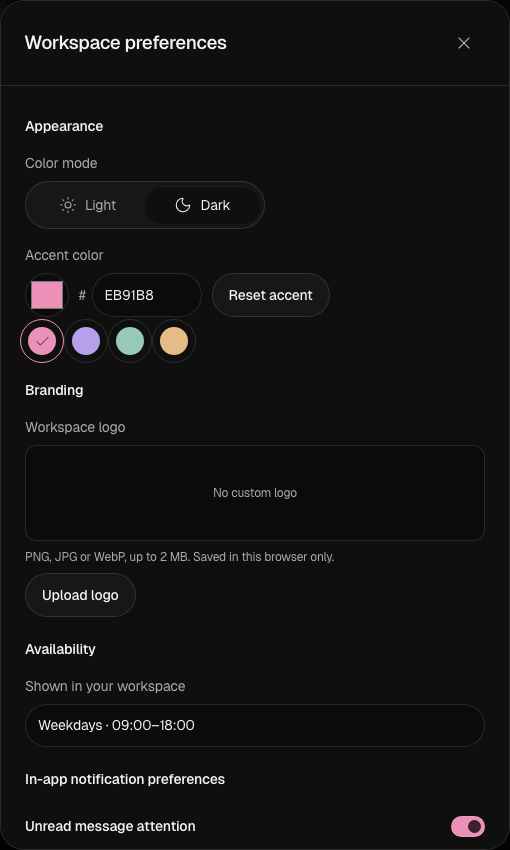 Workspace preferences
Appearance
Color mode
Light Dark
Accent color
# EB91B8 Reset accent
Branding
Workspace logo
No custom logo
PNG, JPG or WebP, up to 2 MB. Saved in this browser only.
Upload logo
Availability
Shown in your workspace
Weekdays · 09:00–18:00
In-app notification preferences
Unread message attention